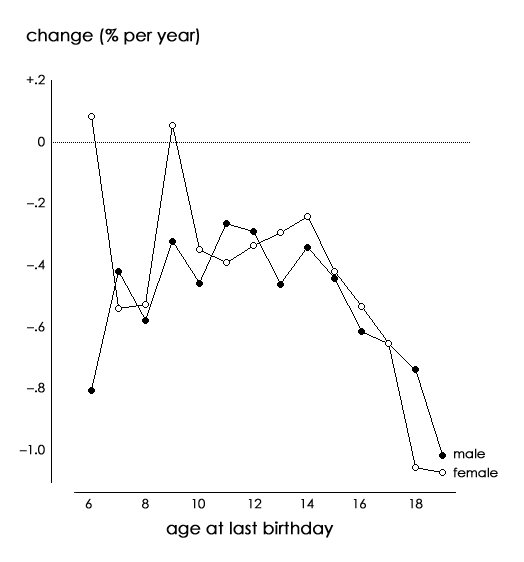 change (% per year)
+.2
0
–.2
–.4
–.6
–.8
–1.0
male
female
6 8 10 12 14 16 18
age at last birthday